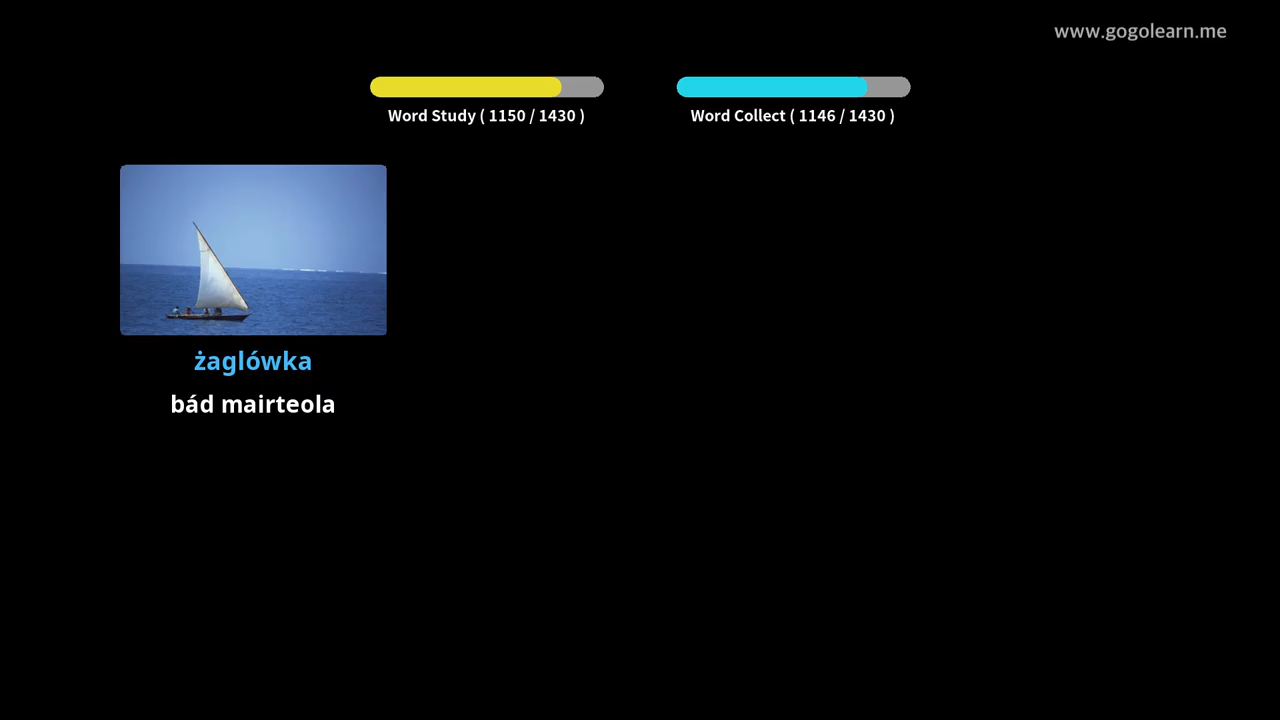 www.gogolearn.me
Word Study ( 1150 / 1430 )
Word Collect ( 1146 / 1430 )
żaglówka
bád mairteola